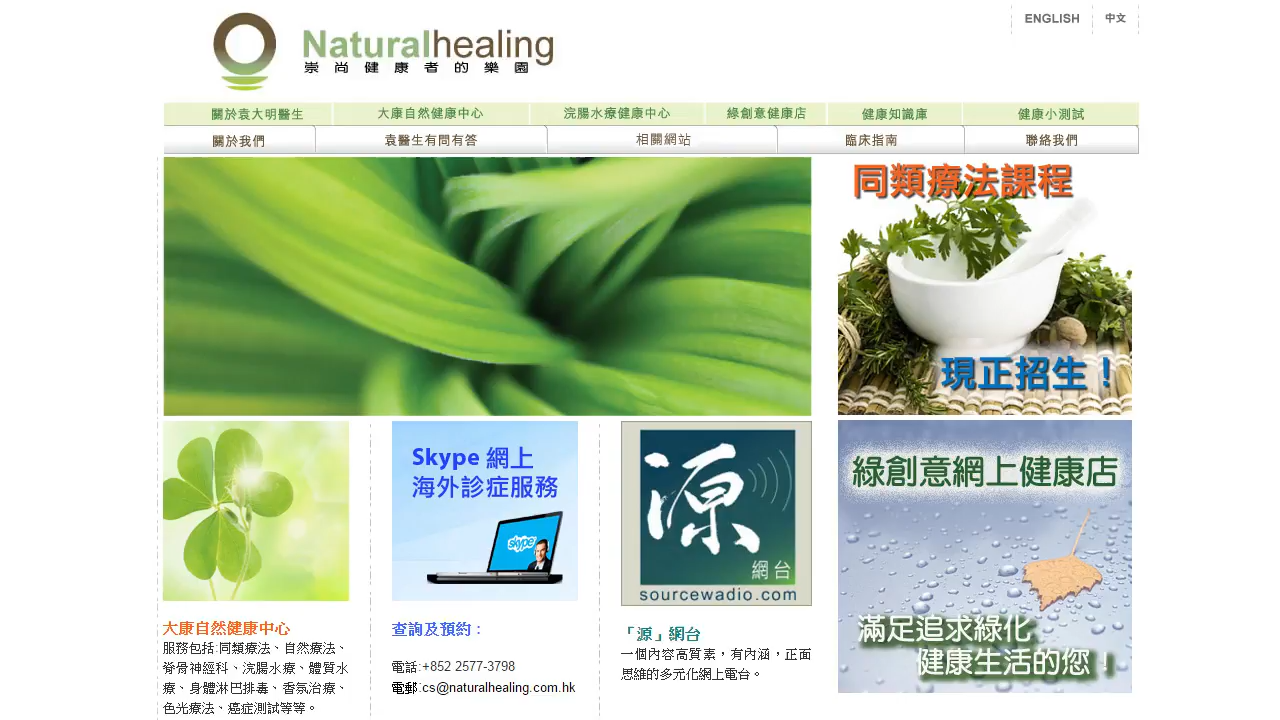 ENGLISH
中文
Naturalhealing
崇尚健康者的樂園
關於袁大明醫生
大康自然健康中心
浣腸水療健康中心
綠創意健康店
健康知識庫
健康小測試
關於我們
袁醫生有問有答
相關網站
臨床指南
聯絡我們
同類療法課程
現正招生！
Skype 網上
海外診症服務
skype
源
網台
sourcewadio.com
綠創意網上健康店
滿足追求綠化
健康生活的您！
大康自然健康中心
服務包括:同類療法、自然療法、
脊骨神經科、浣腸水療、體質水
療、身體淋巴排毒、香氛治療、
色光療法、癌症測試等等。
查詢及預約：
電話:+852 2577-3798
電郵:cs@naturalhealing.com.hk
「源」網台
一個內容高質素，有內涵，正面
思維的多元化網上電台。